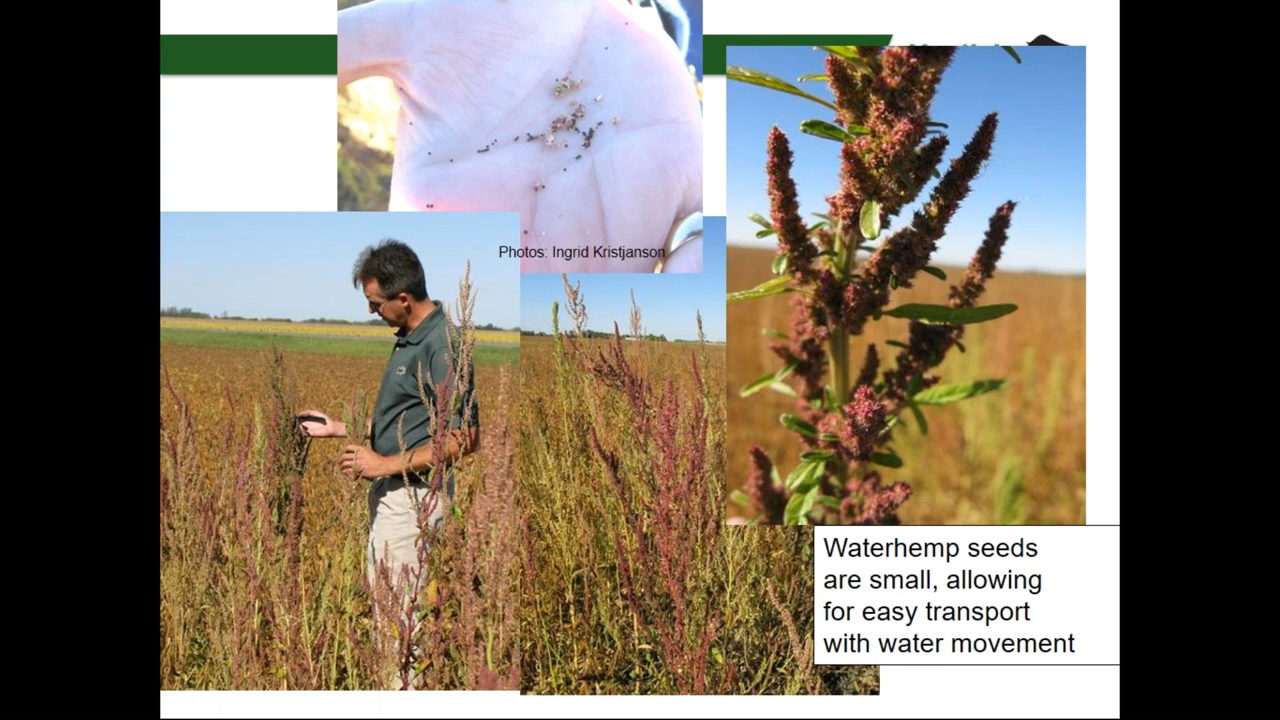 Photos: Ingrid Kristjanson
Waterhemp seeds
are small, allowing
for easy transport
with water movement